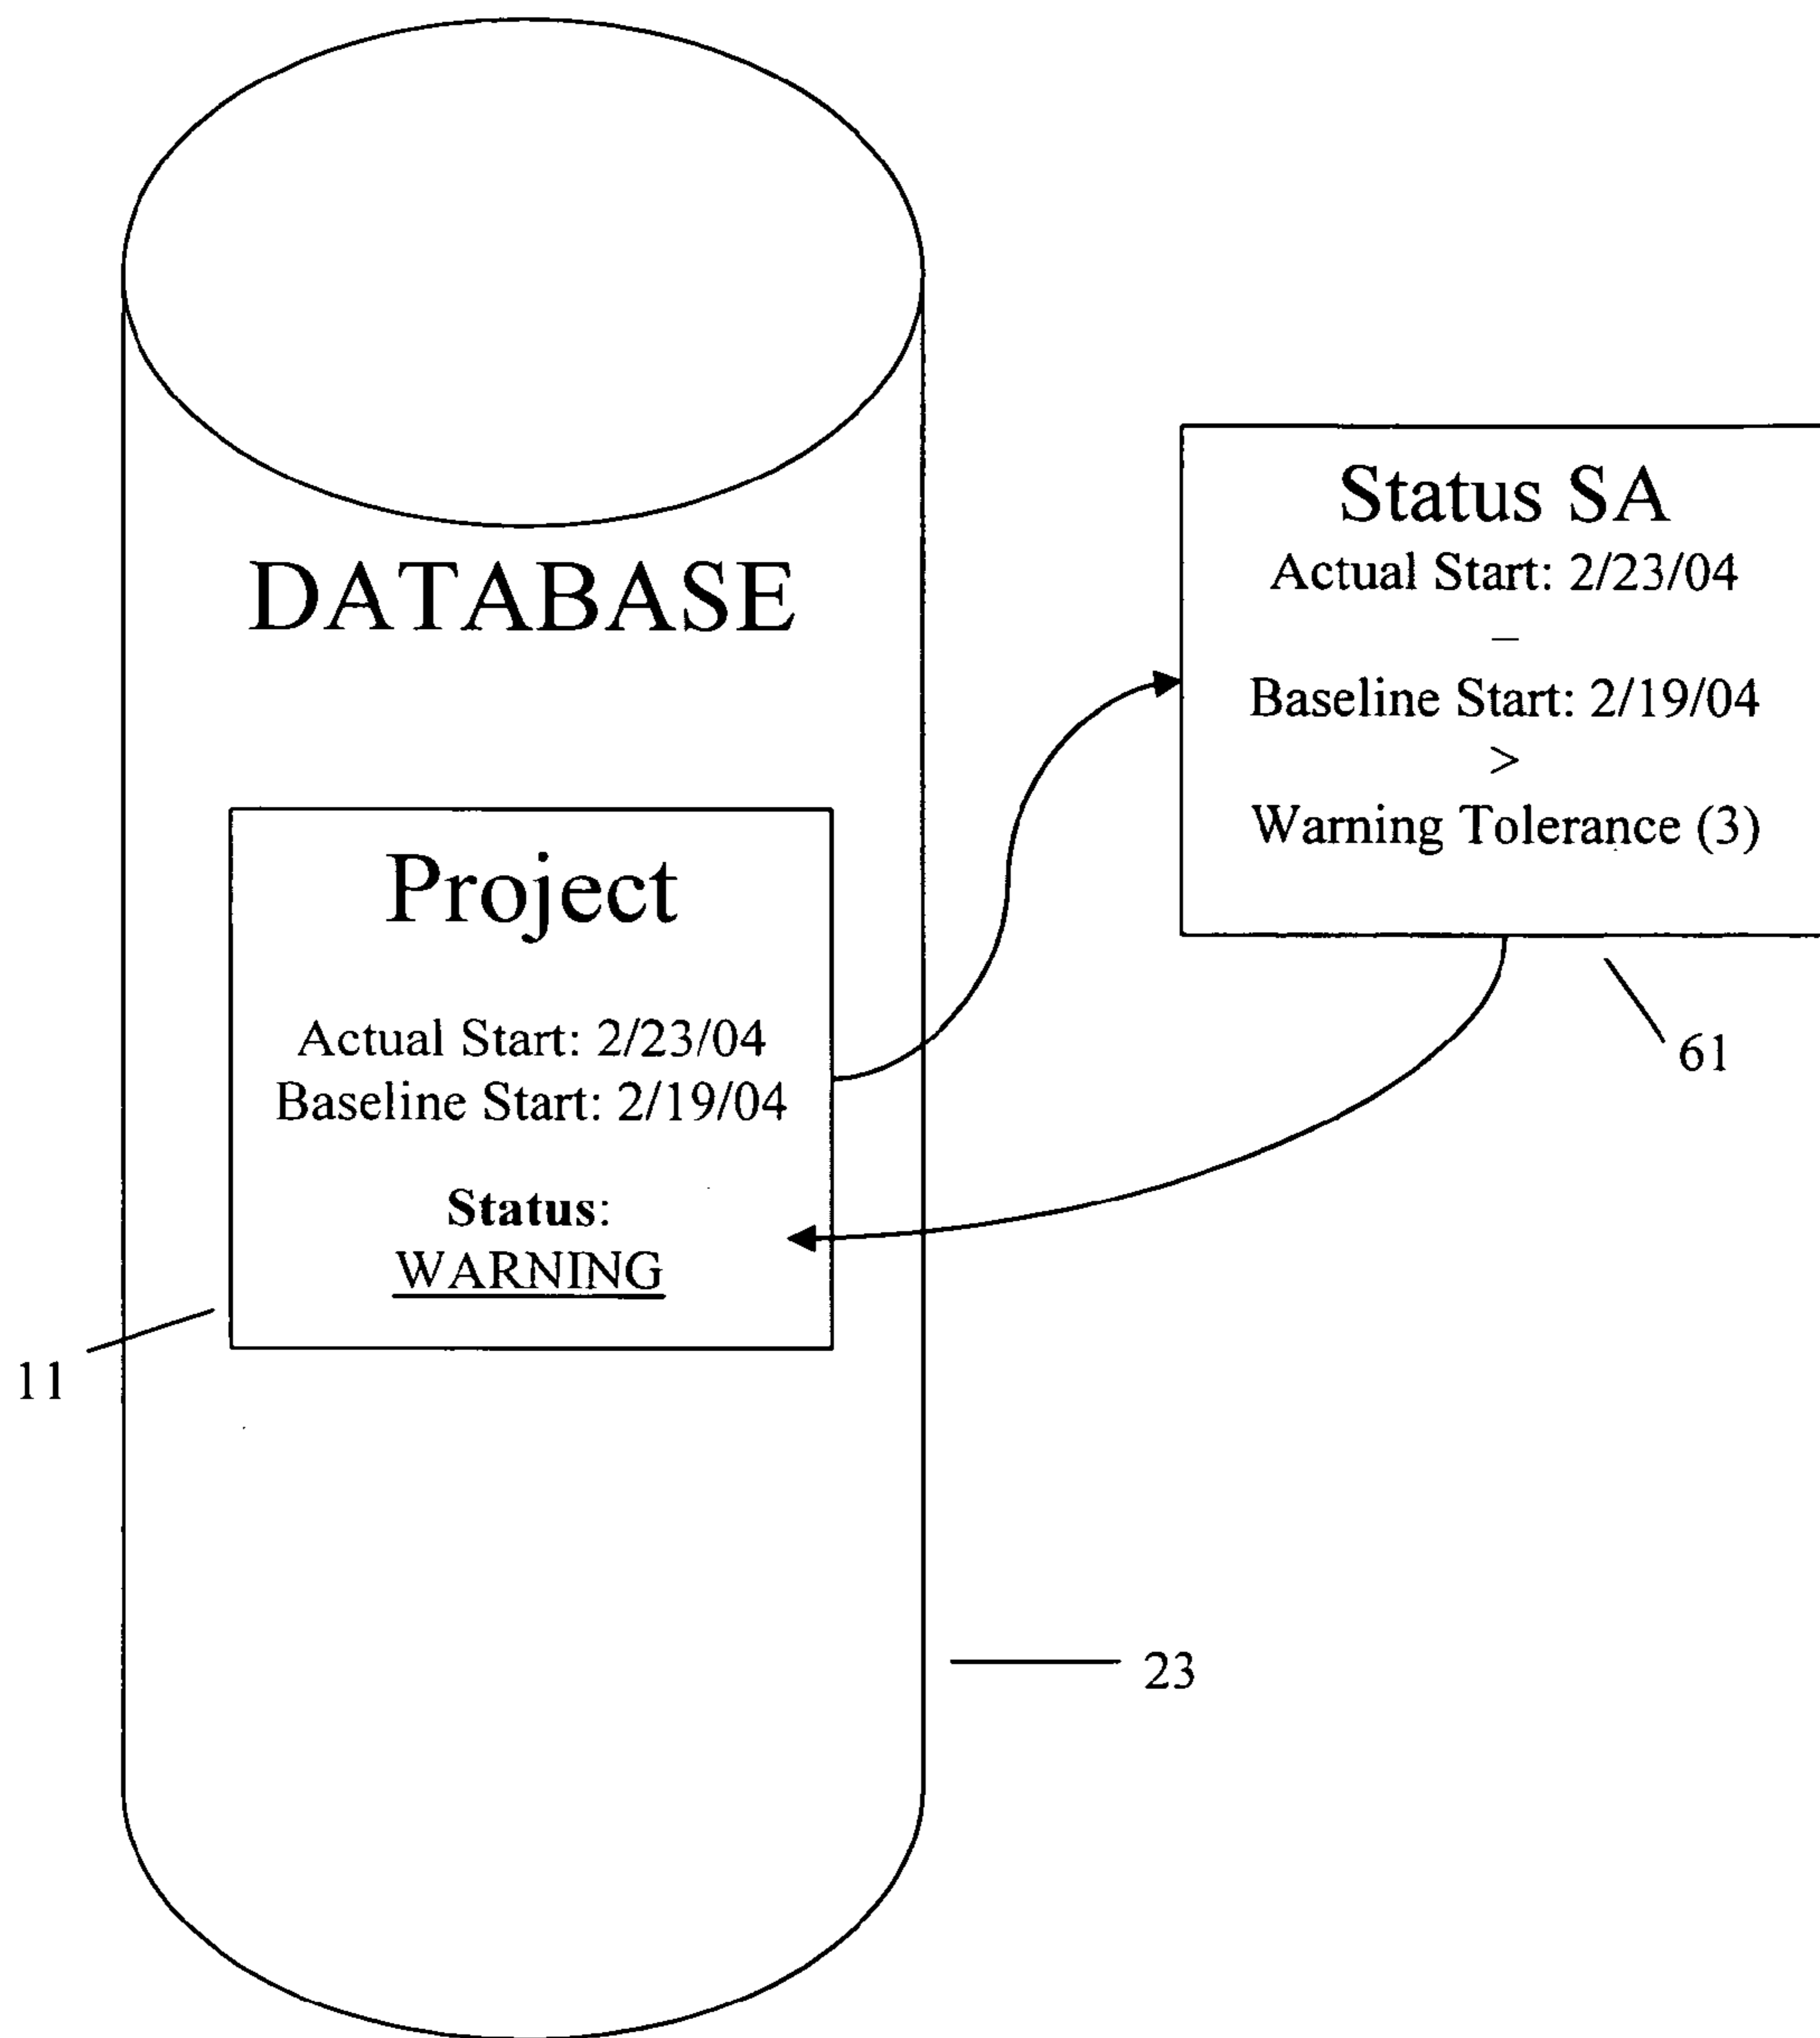 DATABASE
Project
Actual Start: 2/23/04
Baseline Start: 2/19/04
Status:
WARNING
11
Status SA
Actual Start: 2/23/04
–
Baseline Start: 2/19/04
>
Warning Tolerance (3)
61
23